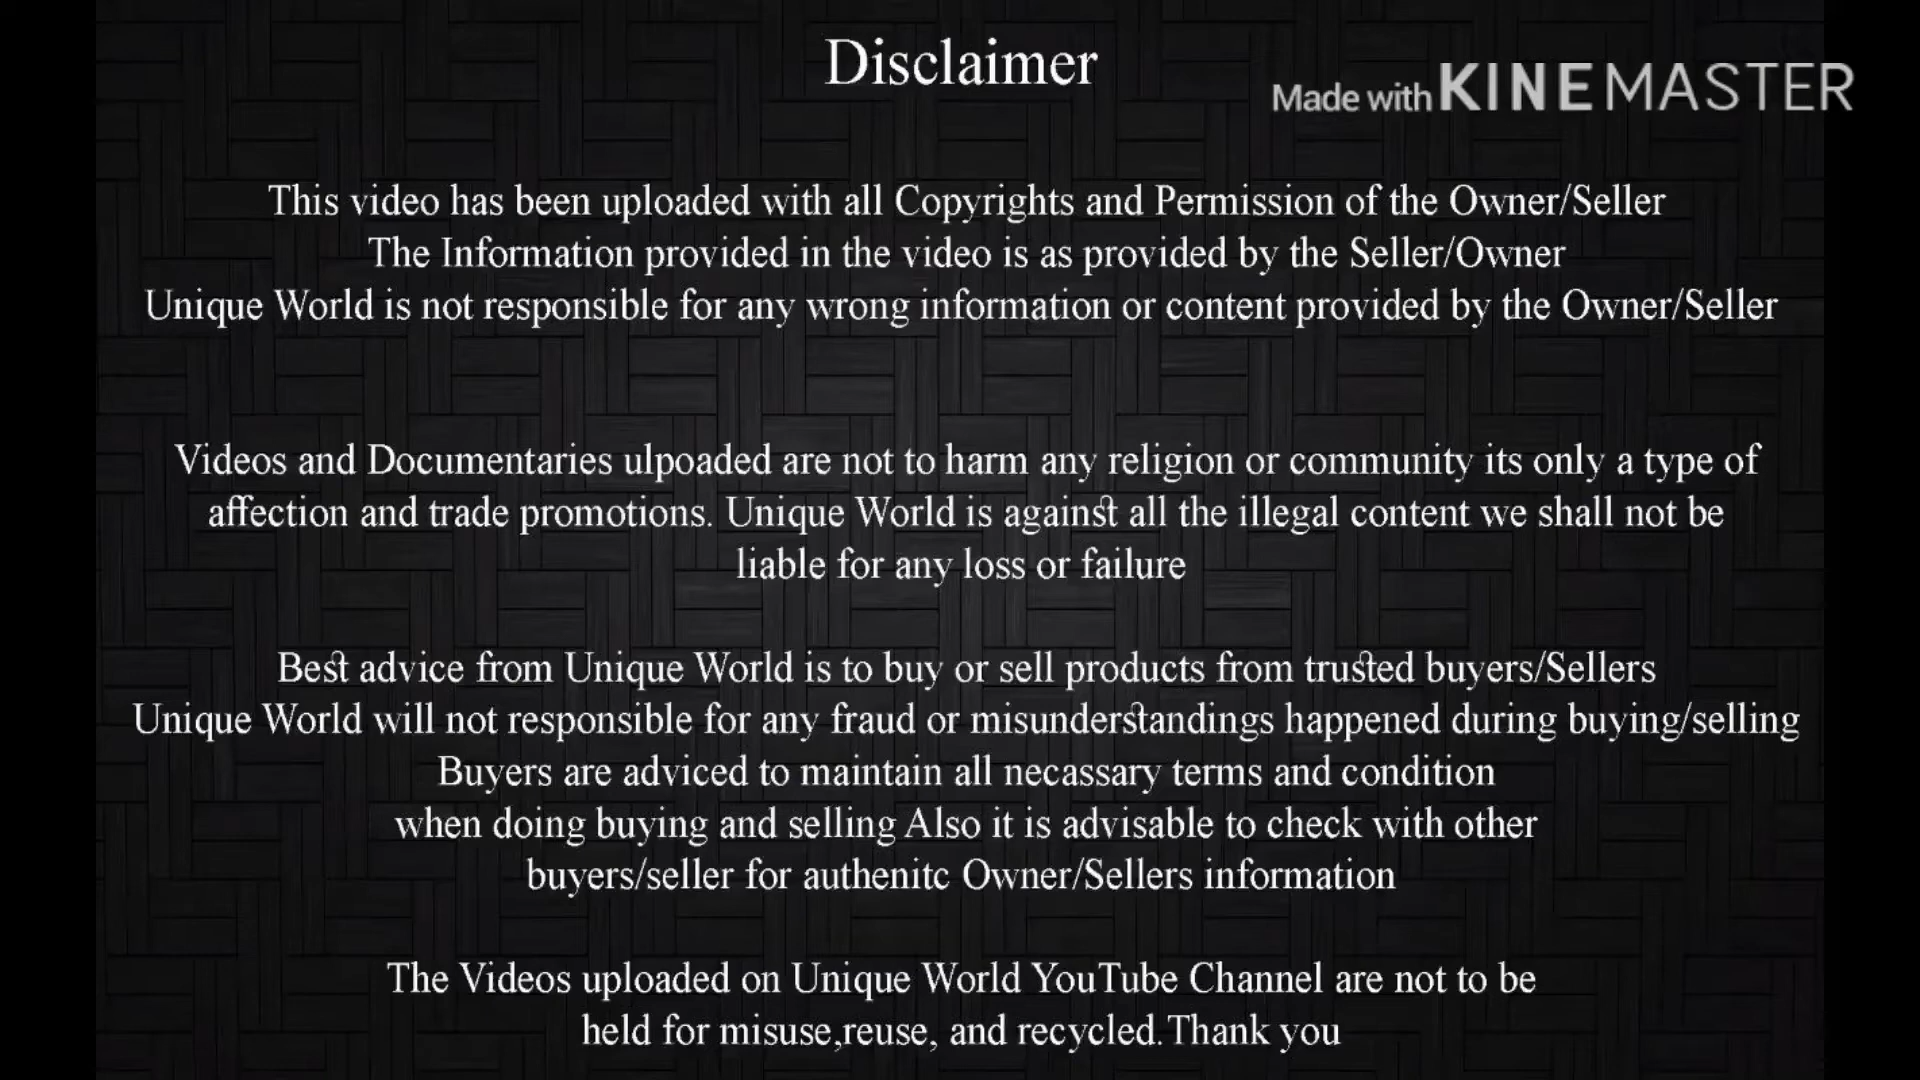 Disclaimer
Made with KINEMASTER
This video has been uploaded with all Copyrights and Permission of the Owner/Seller
The Information provided in the video is as provided by the Seller/Owner
Unique World is not responsible for any wrong information or content provided by the Owner/Seller
Videos and Documentaries ulpoaded are not to harm any religion or community its only a type of
affection and trade promotions. Unique World is against all the illegal content we shall not be
liable for any loss or failure
Best advice from Unique World is to buy or sell products from trusted buyers/Sellers
Unique World will not responsible for any fraud or misunderstandings happened during buying/selling
Buyers are adviced to maintain all necassary terms and condition
when doing buying and selling Also it is advisable to check with other
buyers/seller for authenitc Owner/Sellers information
The Videos uploaded on Unique World YouTube Channel are not to be
held for misuse,reuse, and recycled.Thank you